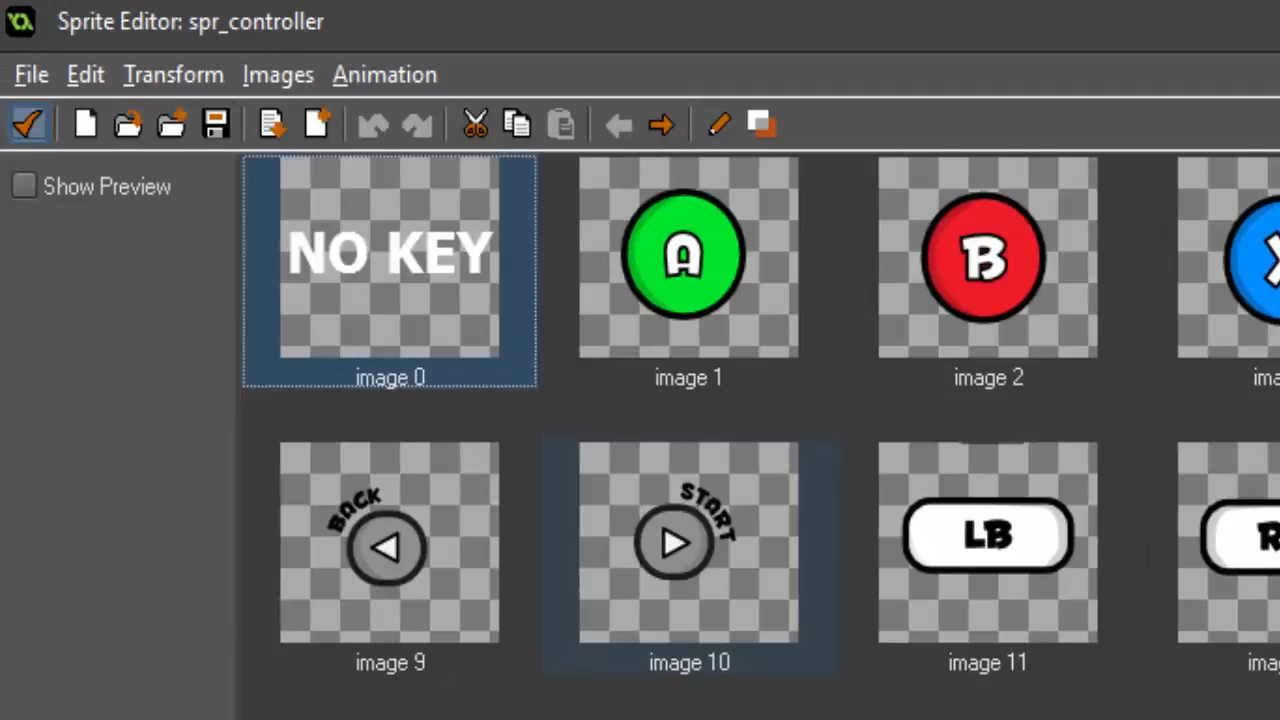 Sprite Editor: spr_controller
File Edit Transform Images Animation
Show Preview
NO KEY
A
B
image 0
image 1
image 2
BACK
START
LB
image 9
image 10
image 11